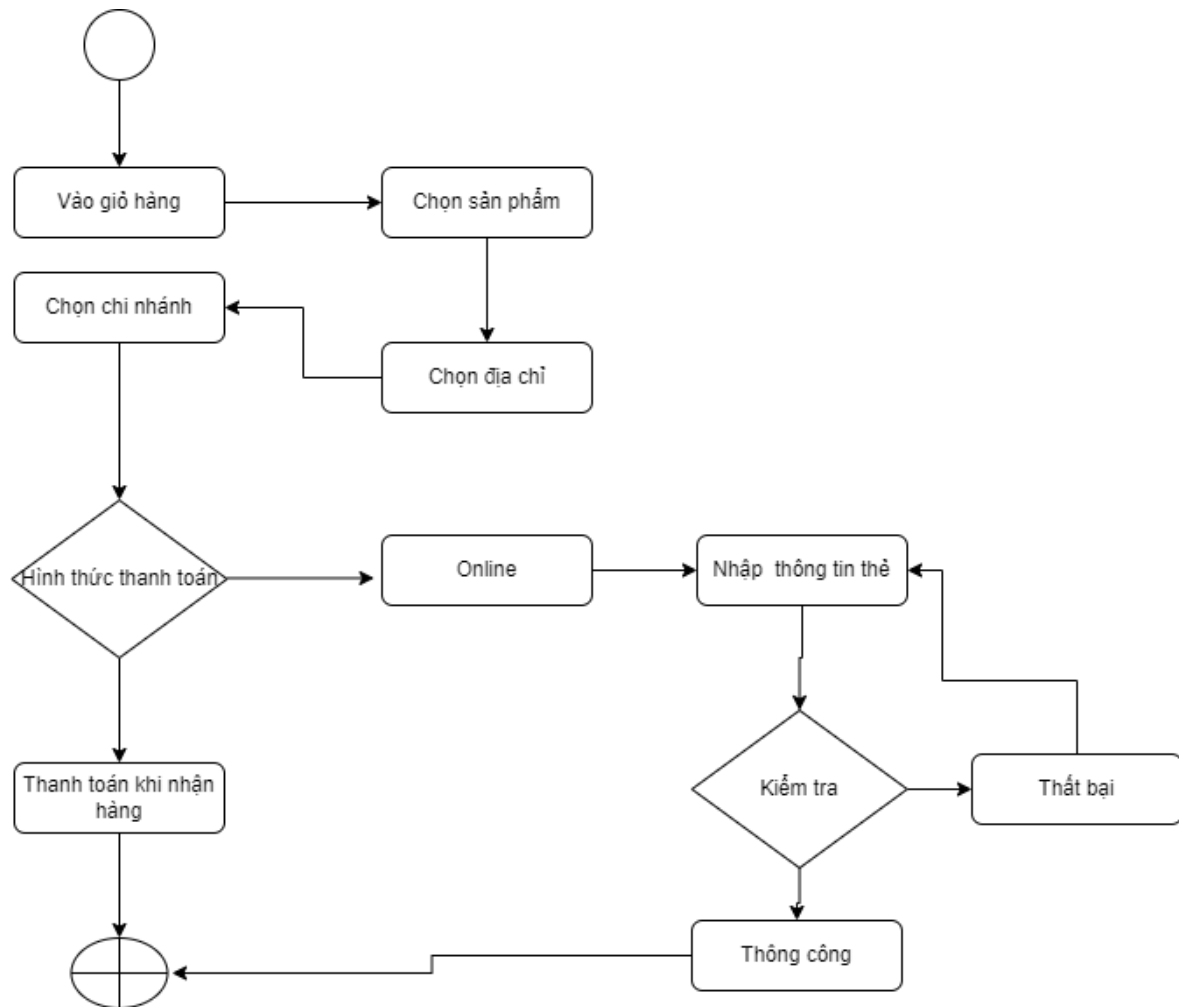 Vào giỏ hàng
Chọn sản phẩm
Chọn chi nhánh
Chọn địa chỉ
Hình thức thanh toán
Online
Nhập thông tin thẻ
Thanh toán khi nhận
hàng
Kiểm tra
Thất bại
Thông công